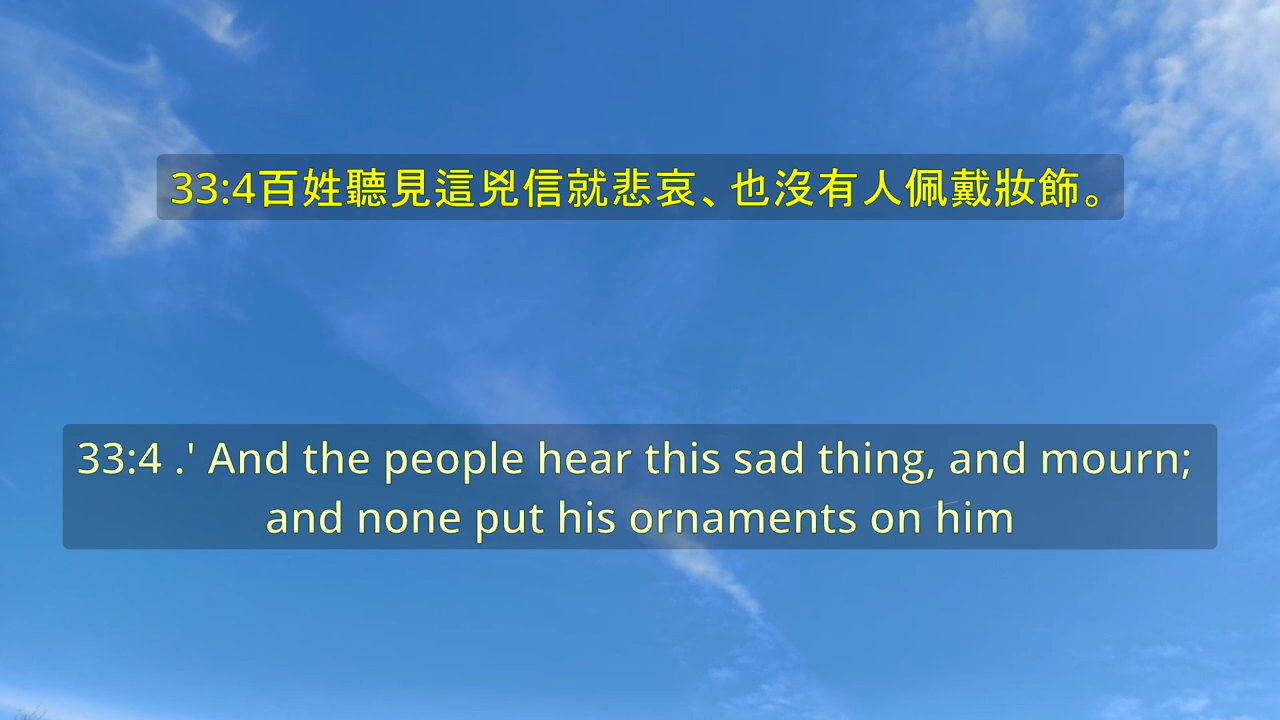 33:4百姓聽見這兇信就悲哀、也沒有人佩戴妝飾。
33:4 .' And the people hear this sad thing, and mourn;
and none put his ornaments on him